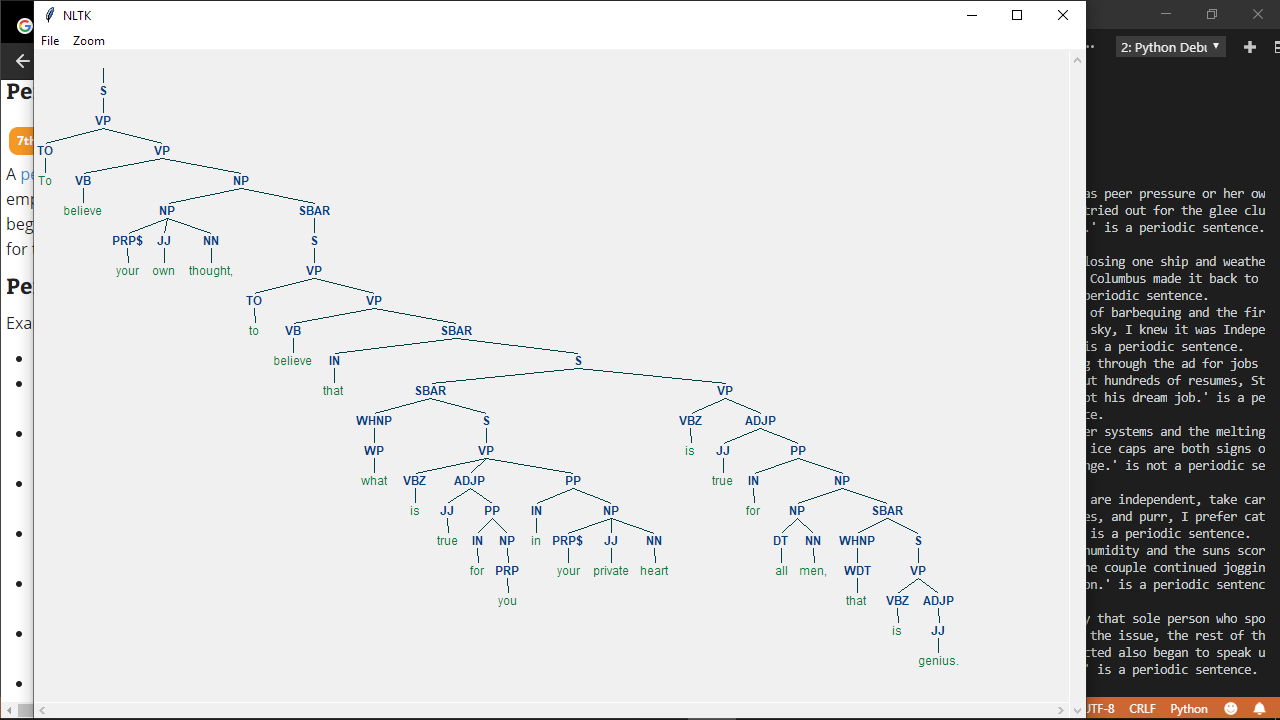 NLTK
File Zoom
2: Python Debu
S
VP
TO VP
To VB NP
believe NP SBAR
PRP$ JJ NN S
your own thought, VP
TO VP
to VB SBAR
believe IN S
that SBAR VP
WHNP S VBZ ADJP
WP VP is JJ PP
what VBZ ADJP PP true IN NP
is JJ PP IN NP for NP SBAR
true IN NP in PRP$ JJ NN DT NN WHNP S
for PRP your private heart all men, WDT VP
you that VBZ ADJP
is JJ
genius.
Pe
7th
A pe
emp
beg
for t
Pe
Exa
as peer pressure or her ow
tried out for the glee clu
.' is a periodic sentence.
losing one ship and weathe
Columbus made it back to
periodic sentence.
of barbequing and the fir
sky, I knew it was Indepe
is a periodic sentence.
g through the ad for jobs
ut hundreds of resumes, St
ot his dream job.' is a pe
ce.
er systems and the melting
ice caps are both signs o
nge.' is not a periodic se
are independent, take car
es, and purr, I prefer cat
is a periodic sentence.
humidity and the suns scor
he couple continued joggin
on.' is a periodic sentenc
y that sole person who spo
the issue, the rest of th
cted also began to speak u
' is a periodic sentence.
UTF-8 CRLF Python